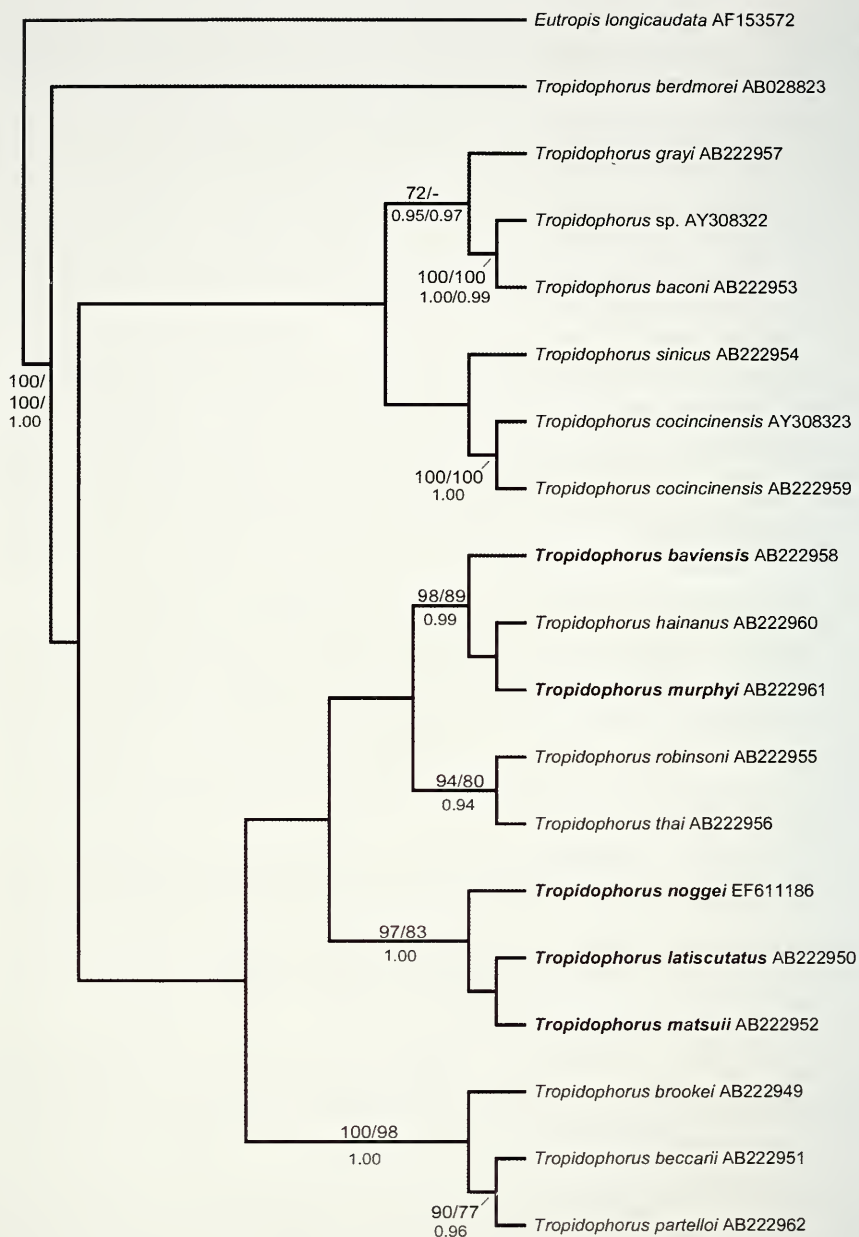 Eutropis longicaudata AF153572
Tropidophorus berdmorei AB028823
Tropidophorus grayi AB222957
72/-
0.95/0.97
Tropidophorus sp. AY308322
100/100
1.00/0.99
Tropidophorus baconi AB222953
Tropidophorus sinicus AB222954
100/
100/
1.00
Tropidophorus cocincinensis AY308323
100/100
1.00
Tropidophorus cocincinensis AB222959
Tropidophorus baviensis AB222958
98/89
0.99
Tropidophorus hainanus AB222960
Tropidophorus murphyi AB222961
Tropidophorus robinsoni AB222955
94/80
0.94
Tropidophorus thai AB222956
Tropidophorus noggei EF611186
97/83
1.00
Tropidophorus latiscutatus AB222950
Tropidophorus matsuii AB222952
Tropidophorus brookei AB222949
100/98
1.00
Tropidophorus beccarii AB222951
90/77
0.96
Tropidophorus partelloi AB222962